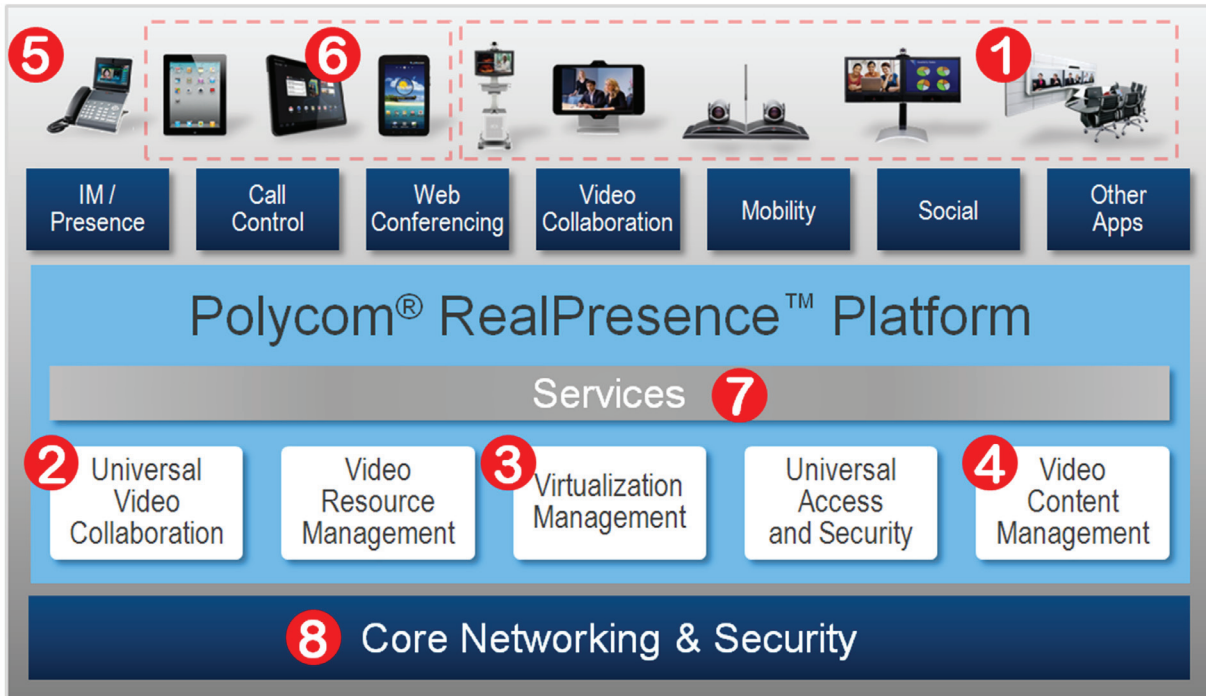 5
6
1
IM /
Presence
Call
Control
Web
Conferencing
Video
Collaboration
Mobility
Social
Other
Apps
Polycom® RealPresence™ Platform
Services 7
2
Universal
Video
Collaboration
Video
Resource
Management
3
Virtualization
Management
Universal
Access
and Security
4
Video
Content
Management
8 Core Networking & Security